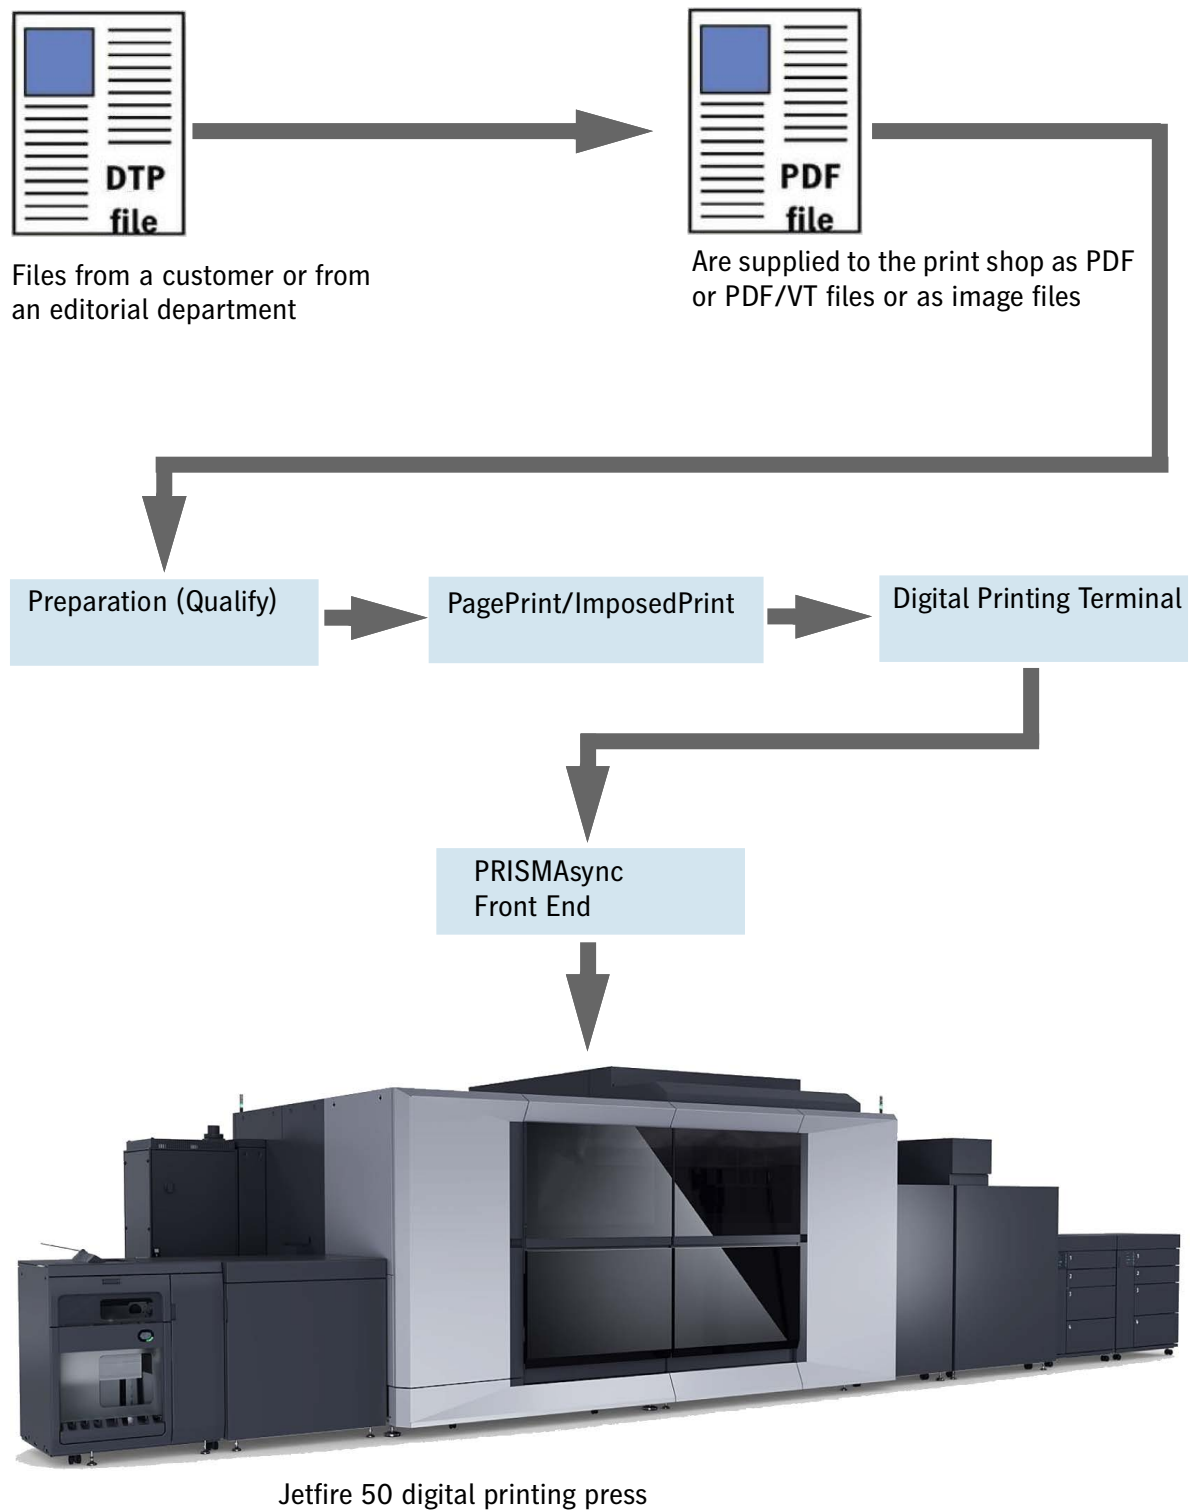 DTP
file
PDF
file
Files from a customer or from
an editorial department
Are supplied to the print shop as PDF
or PDF/VT files or as image files
Preparation (Qualify)
PagePrint/ImposedPrint
Digital Printing Terminal
PRISMAsync
Front End
Jetfire 50 digital printing press